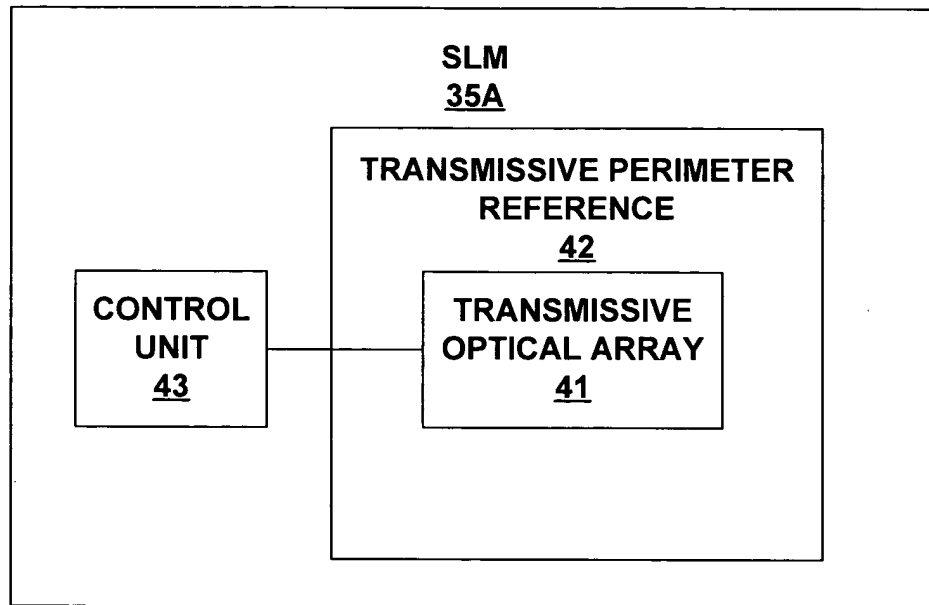 SLM
35A
TRANSMISSIVE PERIMETER
REFERENCE
42
CONTROL
UNIT
43
TRANSMISSIVE
OPTICAL ARRAY
41